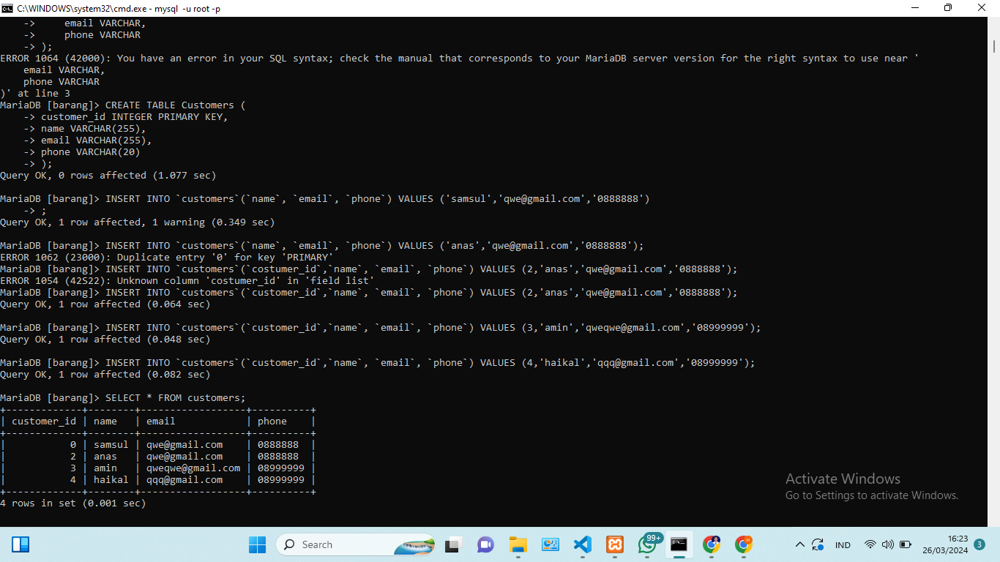 C:\WINDOWS\system32\cmd.exe - mysql  -u root -p
    ->     email VARCHAR,
    ->     phone VARCHAR
    -> );
ERROR 1064 (42000): You have an error in your SQL syntax; check the manual that corresponds to your MariaDB server version for the right syntax to use near '
    email VARCHAR,
    phone VARCHAR
)' at line 3
MariaDB [barang]> CREATE TABLE Customers (
    -> customer_id INTEGER PRIMARY KEY,
    -> name VARCHAR(255),
    -> email VARCHAR(255),
    -> phone VARCHAR(20)
    -> );
Query OK, 0 rows affected (1.077 sec)
MariaDB [barang]> INSERT INTO `customers`(`name`, `email`, `phone`) VALUES ('samsul','qwe@gmail.com','0888888')
    -> ;
Query OK, 1 row affected, 1 warning (0.349 sec)
MariaDB [barang]> INSERT INTO `customers`(`name`, `email`, `phone`) VALUES ('anas','qwe@gmail.com','0888888');
ERROR 1062 (23000): Duplicate entry '0' for key 'PRIMARY'
MariaDB [barang]> INSERT INTO `customers`(`costumer_id`,`name`, `email`, `phone`) VALUES (2,'anas','qwe@gmail.com','0888888');
ERROR 1054 (42S22): Unknown column 'costumer_id' in 'field list'
MariaDB [barang]> INSERT INTO `customers`(`customer_id`,`name`, `email`, `phone`) VALUES (2,'anas','qwe@gmail.com','0888888');
Query OK, 1 row affected (0.064 sec)
MariaDB [barang]> INSERT INTO `customers`(`customer_id`,`name`, `email`, `phone`) VALUES (3,'amin','qweqwe@gmail.com','08999999');
Query OK, 1 row affected (0.048 sec)
MariaDB [barang]> INSERT INTO `customers`(`customer_id`,`name`, `email`, `phone`) VALUES (4,'haikal','qqq@gmail.com','08999999');
Query OK, 1 row affected (0.082 sec)
MariaDB [barang]> SELECT * FROM customers;
+-------------+--------+------------------+----------+
| customer_id | name   | email            | phone    |
+-------------+--------+------------------+----------+
|           0 | samsul | qwe@gmail.com    | 0888888  |
|           2 | anas   | qwe@gmail.com    | 0888888  |
|           3 | amin   | qweqwe@gmail.com | 08999999 |
|           4 | haikal | qqq@gmail.com    | 08999999 |
+-------------+--------+------------------+----------+
4 rows in set (0.001 sec)
Activate Windows
Go to Settings to activate Windows.
Search
99+
IND
16:23
26/03/2024
3